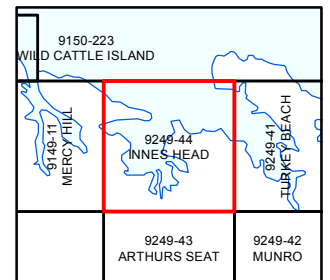 9150-223
WILD CATTLE ISLAND
9149-11
MERCY HILL
9249-44
INNES HEAD
9249-41
TURKEY BEACH
9249-43
ARTHURS SEAT
9249-42
MUNRO